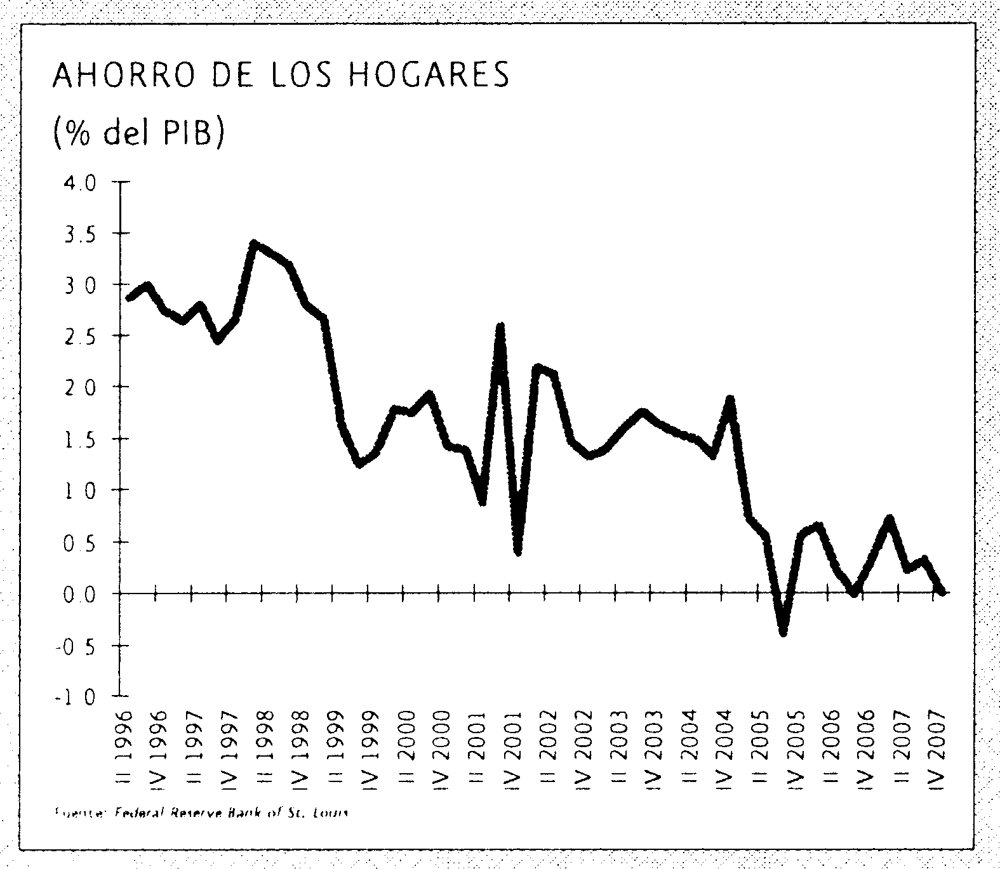 AHORRO DE LOS HOGARES
(% del PIB)
4.0
3.5
3 0
2.5
2 0
1.5
1 0
0 5
0 0
-0 5
-1 0
II 1996
IV 1996
II 1997
IV 1997
II 1998
IV 1998
II 1999
IV 1999
II 2000
IV 2000
II 2001
IV 2001
II 2002
IV 2002
II 2003
IV 2003
II 2004
IV 2004
II 2005
IV 2005
II 2006
IV 2006
II 2007
IV 2007
Fuente: Federal Reserve Bank of St. Louis